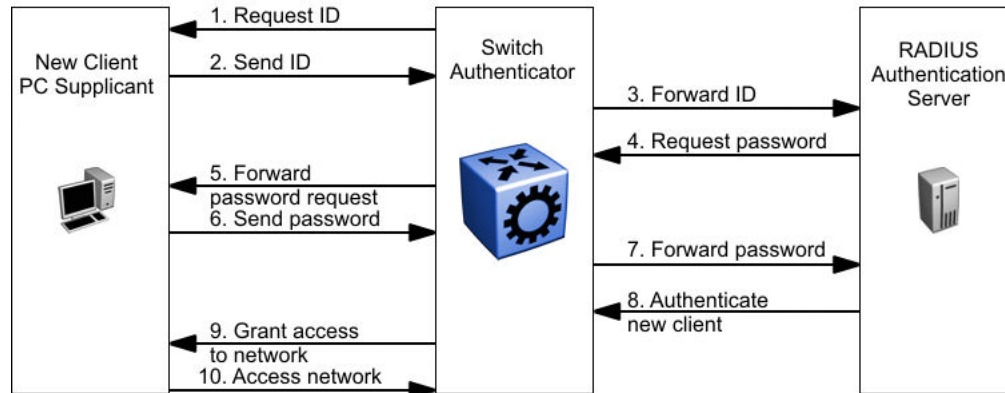 New Client
PC Supplicant
Switch
Authenticator
RADIUS
Authentication
Server
1. Request ID
2. Send ID
3. Forward ID
4. Request password
5. Forward
password request
6. Send password
7. Forward password
8. Authenticate
new client
9. Grant access
to network
10. Access network